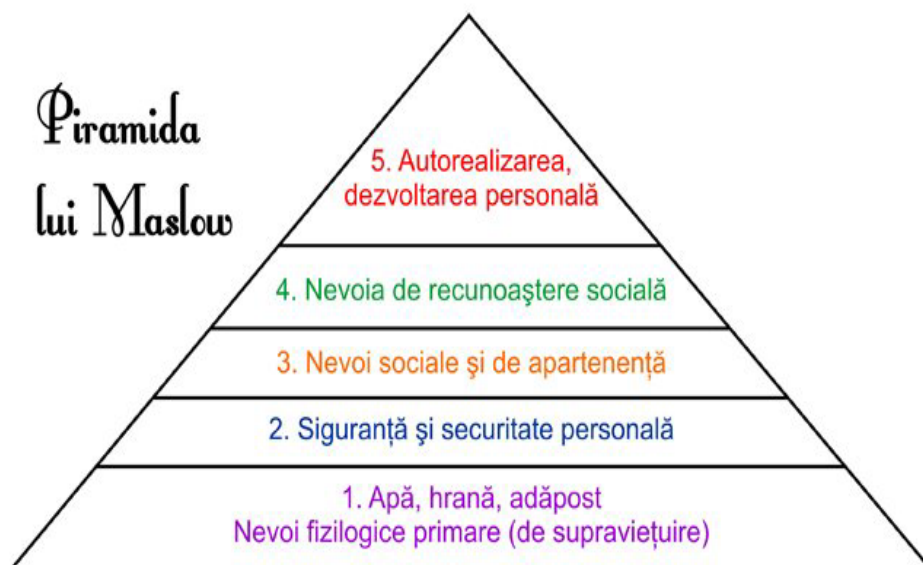 Piramida
lui Maslow
5. Autorealizarea,
dezvoltarea personală
4. Nevoia de recunoaştere socială
3. Nevoi sociale şi de apartenență
2. Siguranță şi securitate personală
1. Apă, hrană, adăpost
Nevoi fizilogice primare (de supraviețuire)